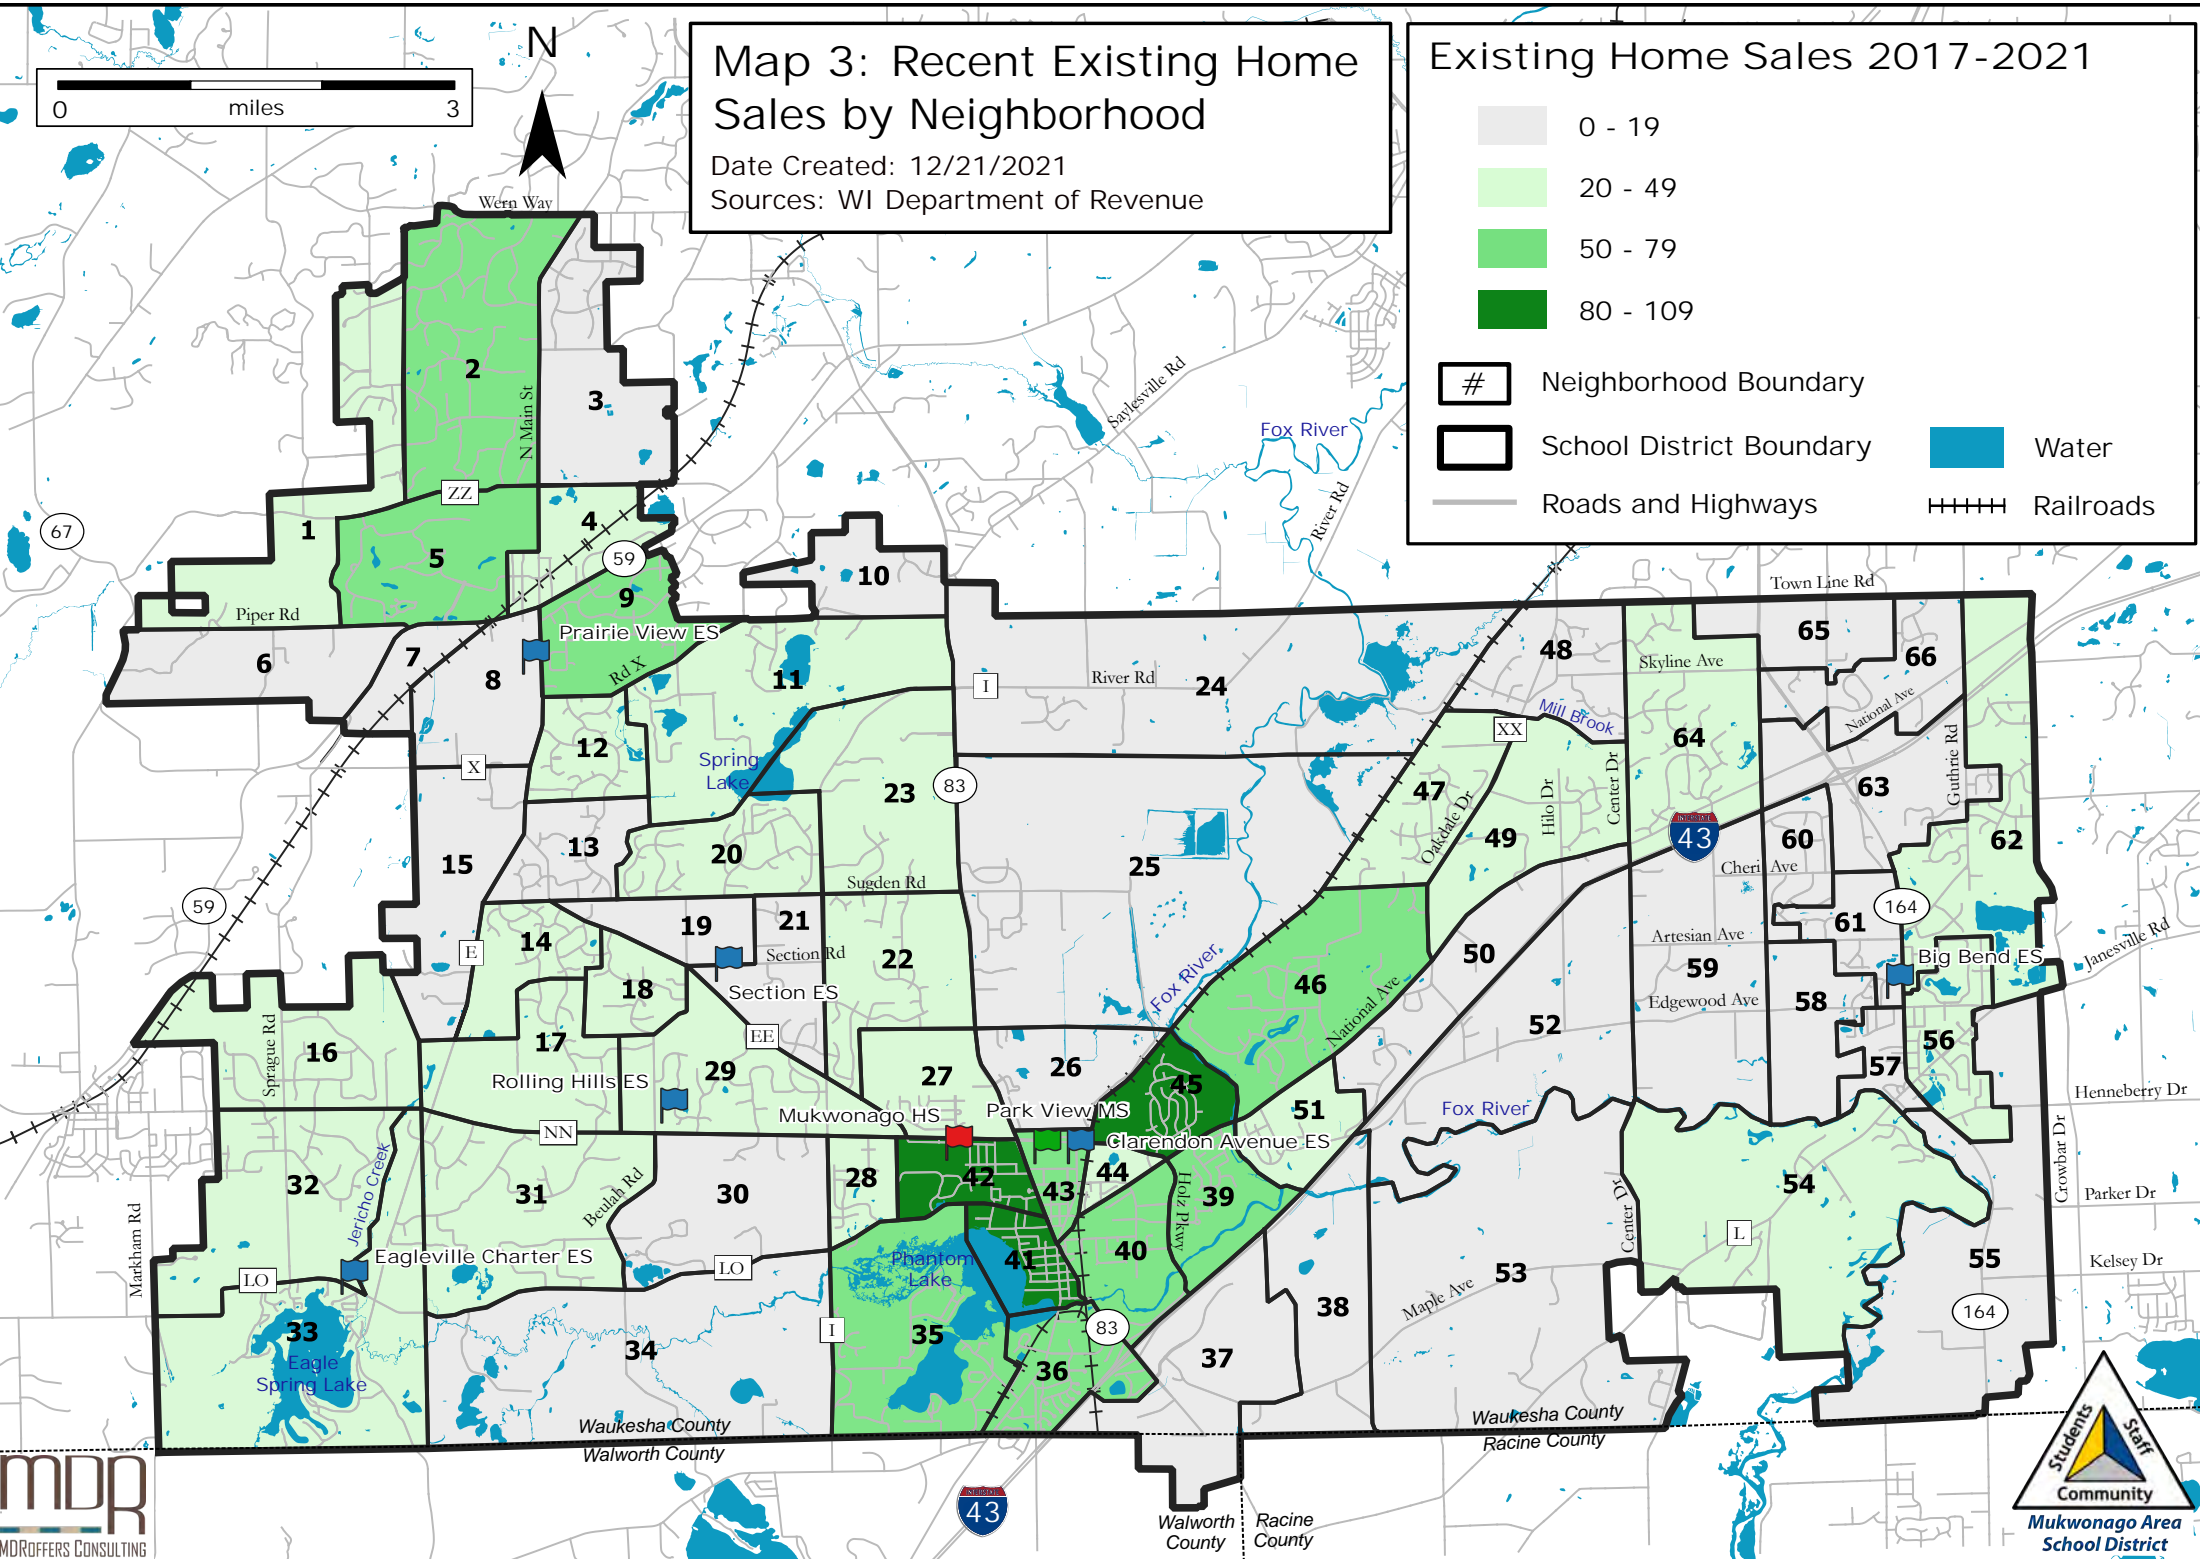 Map 3: Recent Existing Home
Sales by Neighborhood
Date Created: 12/21/2021
Sources: WI Department of Revenue
Existing Home Sales 2017-2021
0 - 19
20 - 49
50 - 79
80 - 109
# Neighborhood Boundary
School District Boundary
Water
Roads and Highways
Railroads
N
0 miles 3
Wern Way
N Main St
Saylesville Rd
Fox River
River Rd
67
ZZ
59
Piper Rd
Town Line Rd
1
2
3
4
5
6
7
8
9
10
11
12
13
14
15
16
17
18
19
20
21
22
23
24
25
26
27
28
29
30
31
32
33
34
35
36
37
38
39
40
41
42
43
44
45
46
47
48
49
50
51
52
53
54
55
56
57
58
59
60
61
62
63
64
65
66
Prairie View ES
Rd X
I
River Rd
Skyline Ave
National Ave
Mill Brook
XX
Spring
Lake
X
83
Oakdale Dr
Hilo Dr
Center Dr
Guthrie Rd
INTERSTATE
43
Cheri Ave
Sugden Rd
59
164
E
Section Rd
Section ES
Artesian Ave
Edgewood Ave
Big Bend ES
Janesville Rd
Fox River
National Ave
EE
Sprague Rd
Rolling Hills ES
Mukwonago HS
Park View MS
Clarendon Avenue ES
Fox River
Henneberry Dr
NN
Jericho Creek
Beulah Rd
Holz Pkwy
Center Dr
Crowbar Dr
Parker Dr
Markham Rd
Eagleville Charter ES
LO
LO
Phantom
Lake
L
Kelsey Dr
Maple Ave
164
I
83
Eagle
Spring Lake
Waukesha County
Walworth County
Waukesha County
Racine County
INTERSTATE
43
Walworth
County
Racine
County
MDR
MDROFFERS CONSULTING
Students
Staff
Community
Mukwonago Area
School District